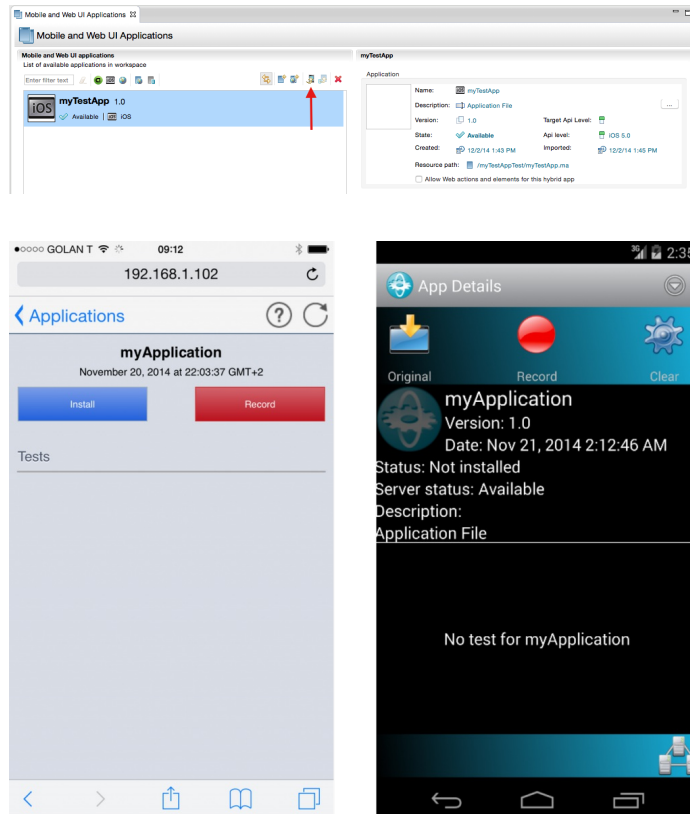 Mobile and Web UI Applications
Mobile and Web UI Applications
Mobile and Web UI applications
List of available applications in workspace
Enter filter text
iOS
myTestApp 1.0
Available | iOS
myTestApp
Application
Name: myTestApp
Description: Application File
...
Version: 1.0 Target Api Level:
State: Available Api level: iOS 5.0
Created: 12/2/14 1:43 PM Imported: 12/2/14 1:45 PM
Resource path: /myTestAppTest/myTestApp.ma
Allow Web actions and elements for this hybrid app
GOLAN T 09:12
192.168.1.102
Applications ?
myApplication
November 20, 2014 at 22:03:37 GMT+2
Install Record
Tests
3G 2:35
App Details
Original Record Clear
myApplication
Version: 1.0
Date: Nov 21, 2014 2:12:46 AM
Status: Not installed
Server status: Available
Description:
Application File
No test for myApplication